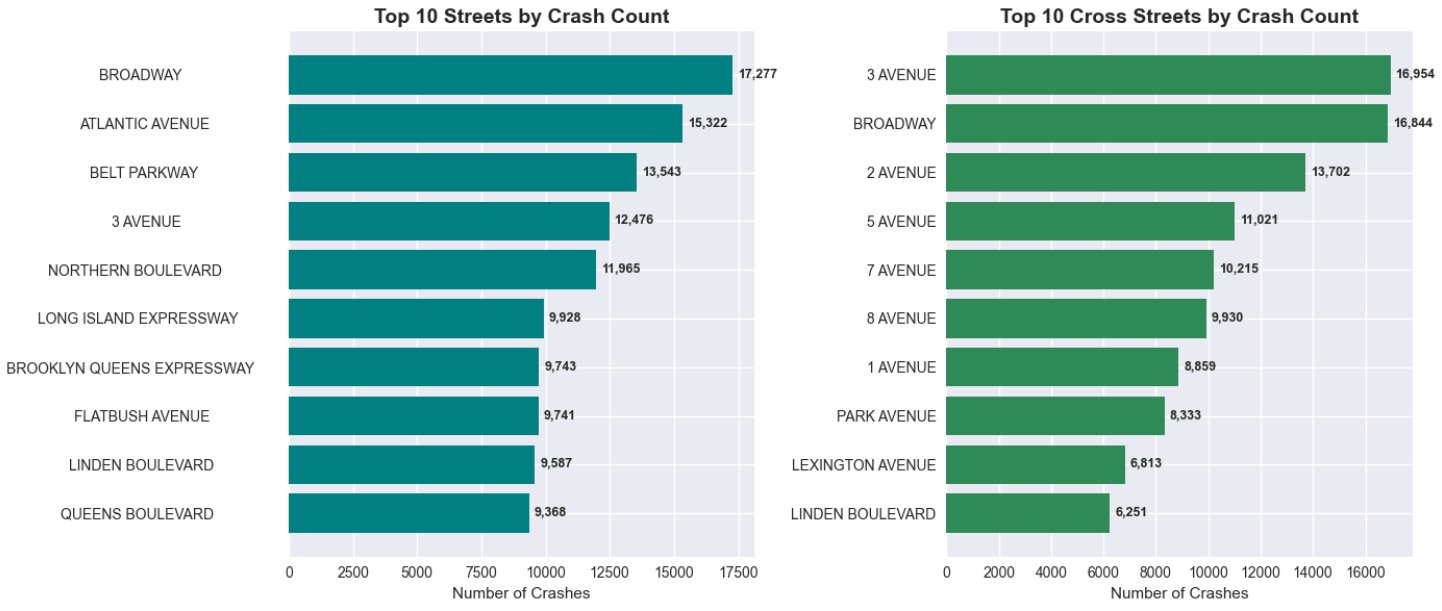 Top 10 Streets by Crash Count
BROADWAY 17,277
ATLANTIC AVENUE 15,322
BELT PARKWAY 13,543
3 AVENUE 12,476
NORTHERN BOULEVARD 11,965
LONG ISLAND EXPRESSWAY 9,928
BROOKLYN QUEENS EXPRESSWAY 9,743
FLATBUSH AVENUE 9,741
LINDEN BOULEVARD 9,587
QUEENS BOULEVARD 9,368
0 2500 5000 7500 10000 12500 15000 17500
Number of Crashes
Top 10 Cross Streets by Crash Count
3 AVENUE 16,954
BROADWAY 16,844
2 AVENUE 13,702
5 AVENUE 11,021
7 AVENUE 10,215
8 AVENUE 9,930
1 AVENUE 8,859
PARK AVENUE 8,333
LEXINGTON AVENUE 6,813
LINDEN BOULEVARD 6,251
0 2000 4000 6000 8000 10000 12000 14000 16000
Number of Crashes